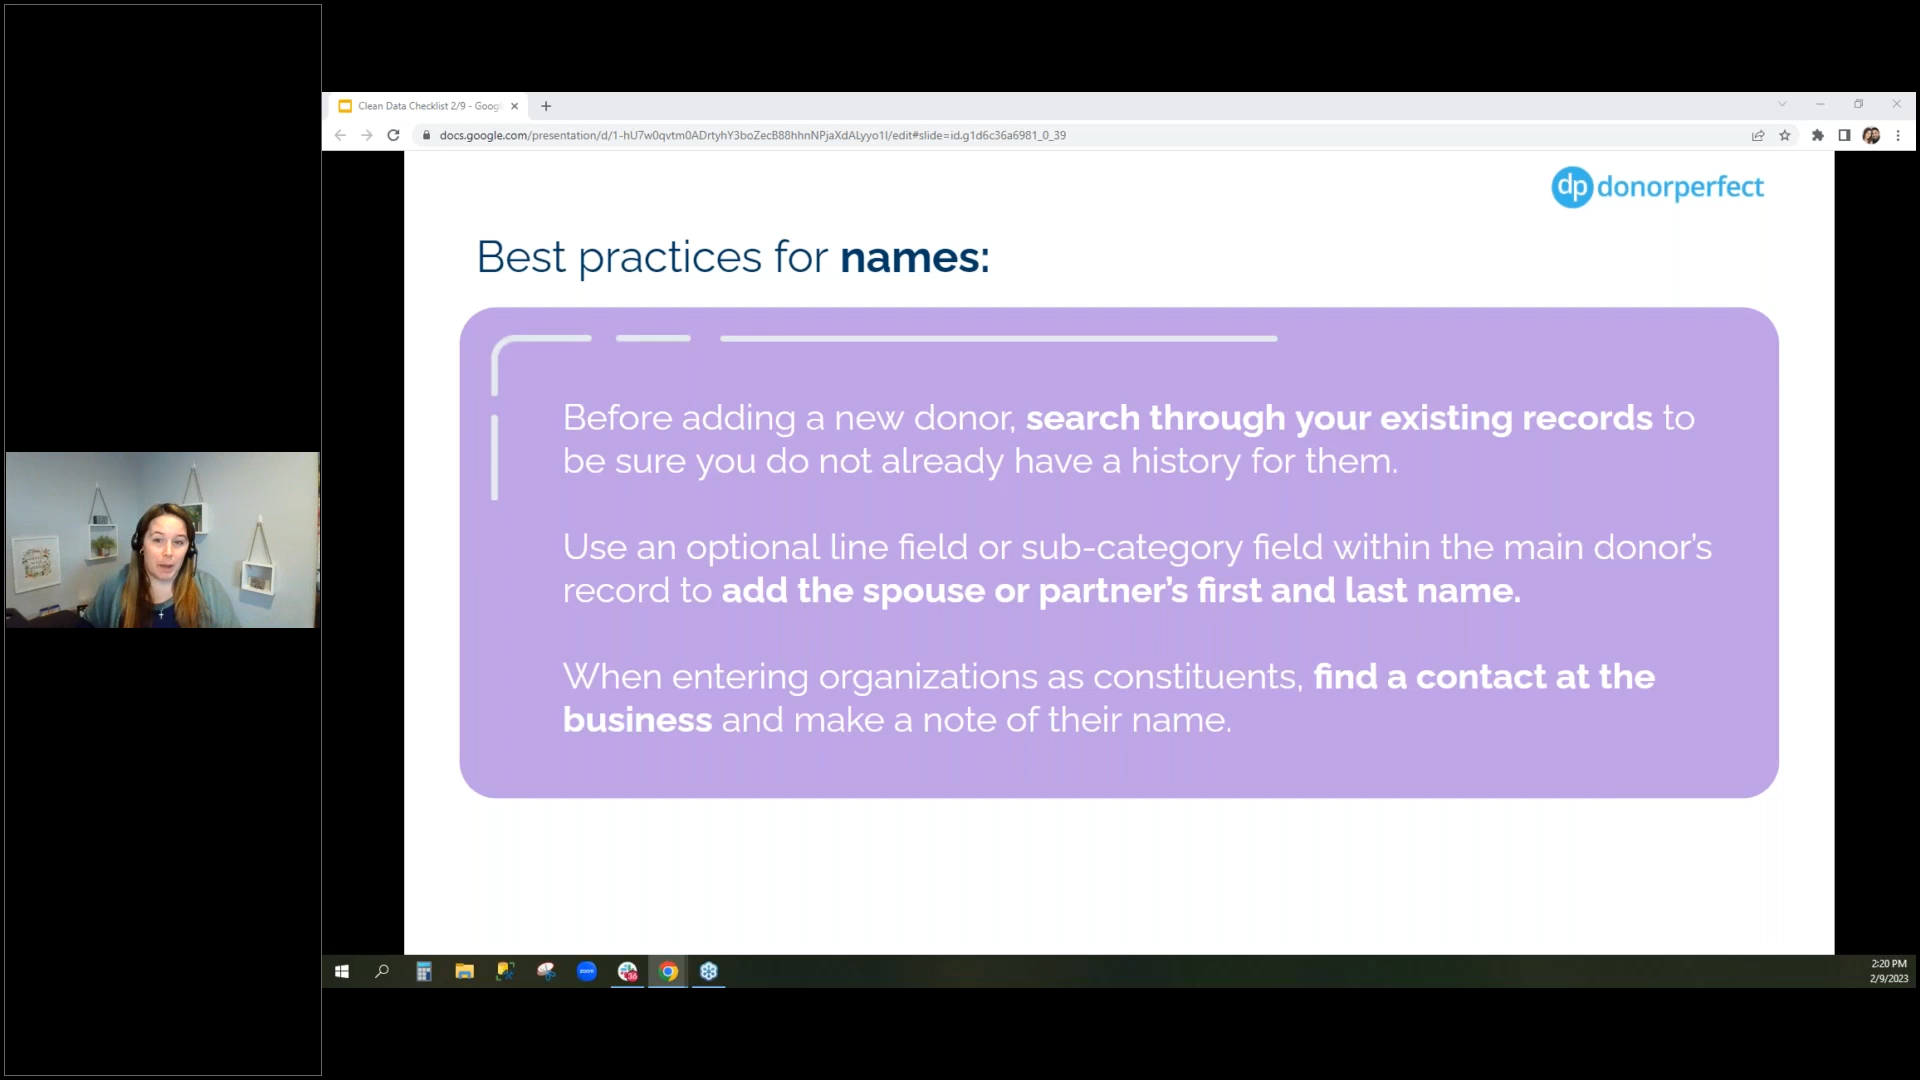 Clean Data Checklist 2/9 - Goog
docs.google.com/presentation/d/1-hU7w0qvtm0ADrtyhY3boZecB88hhnNPjaXdALyyo1I/edit#slide=id.g1d6c36a6981_0_39
dp donorperfect
Best practices for names:
Before adding a new donor, search through your existing records to
be sure you do not already have a history for them.
Use an optional line field or sub-category field within the main donor's
record to add the spouse or partner's first and last name.
When entering organizations as constituents, find a contact at the
business and make a note of their name.
zoom
36
2:20 PM
2/9/2023